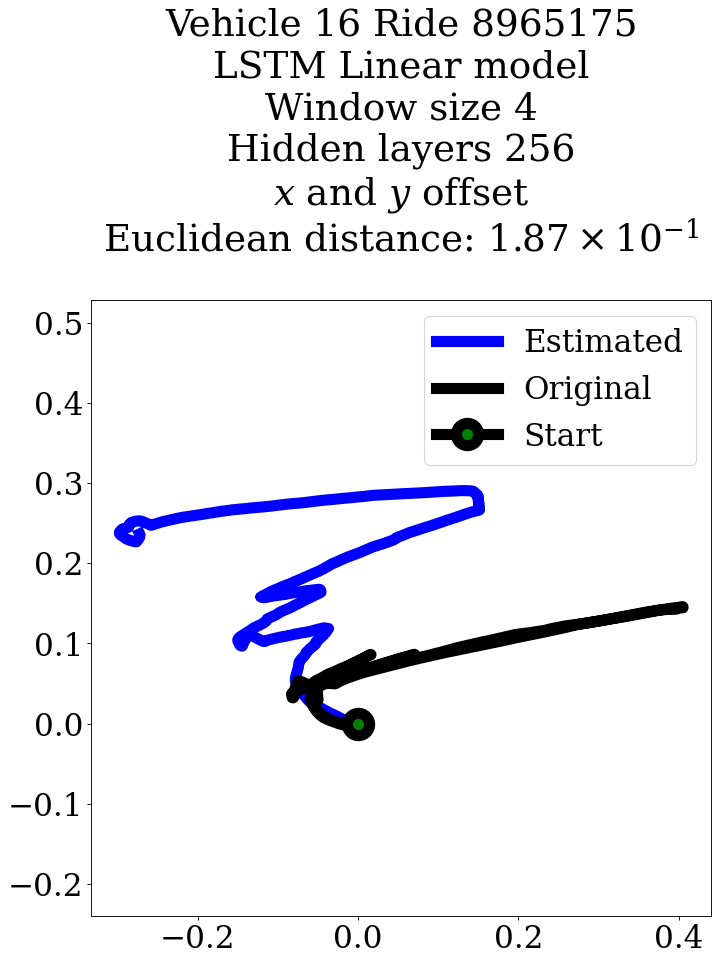 Vehicle 16 Ride 8965175
LSTM Linear model
Window size 4
Hidden layers 256
x and y offset
Euclidean distance: 1.87 × 10⁻¹
Estimated
Original
Start
0.5
0.4
0.3
0.2
0.1
0.0
−0.1
−0.2
−0.2 0.0 0.2 0.4